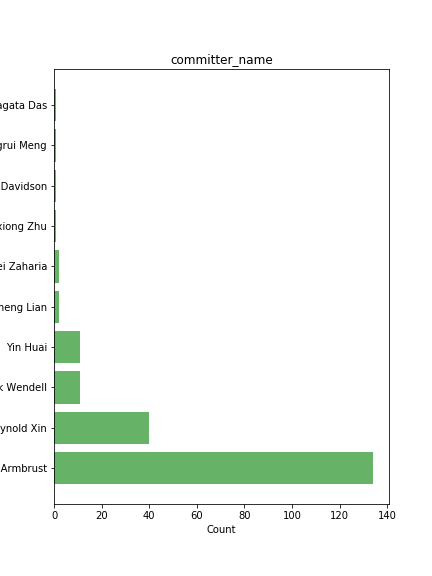 committer_name
agata Das
grui Meng
Davidson
xiong Zhu
ei Zaharia
heng Lian
Yin Huai
k Wendell
ynold Xin
Armbrust
0 20 40 60 80 100 120 140
Count